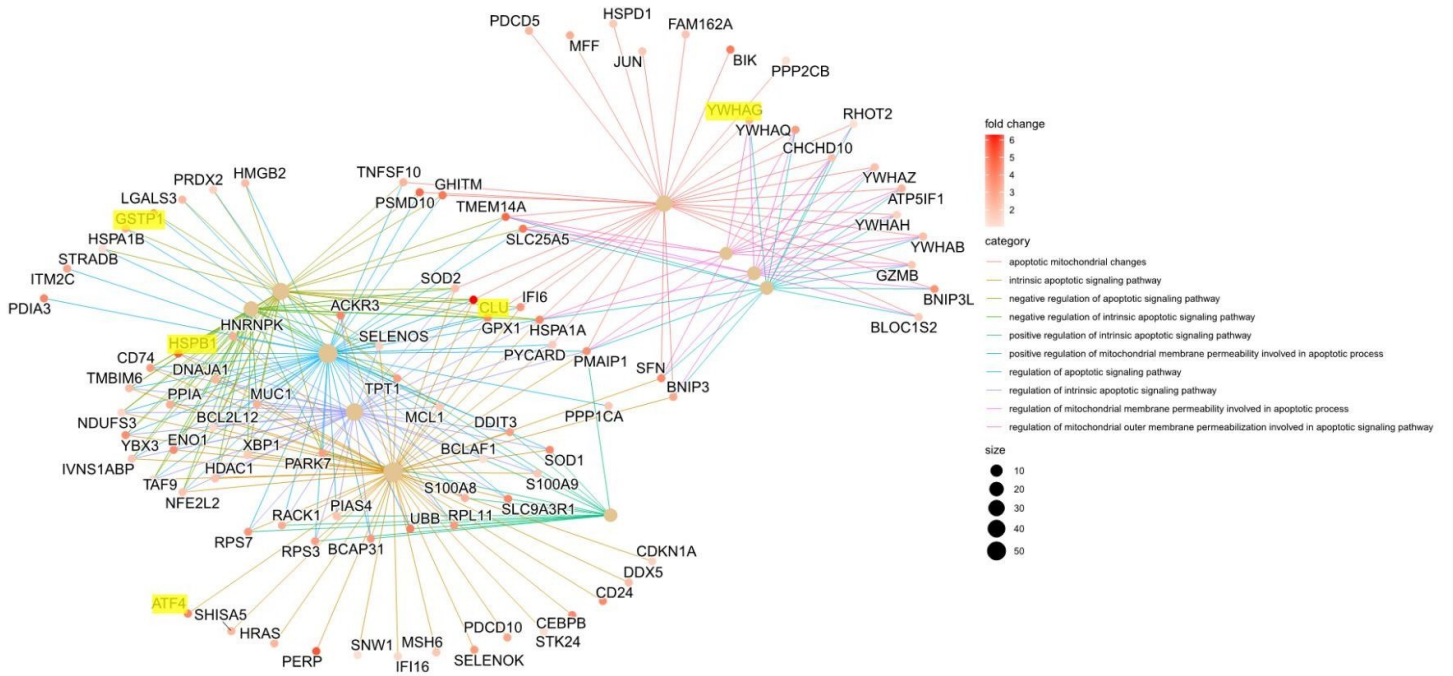 PDCD5
HSPD1
FAM162A
MFF
JUN
BIK
PPP2CB
YWHAG
YWHAQ
RHOT2
CHCHD10
YWHAZ
ATP5IF1
YWHAH
YWHAB
GZMB
BNIP3L
BLOC1S2
HMGB2
PRDX2
LGALS3
GSTP1
HSPA1B
STRADB
ITM2C
PDIA3
TNFSF10
GHITM
PSMD10
TMEM14A
SLC25A5
SOD2
ACKR3
CLU
IFI6
GPX1
HSPA1A
HNRNPK
SELENOS
PYCARD
PMAIP1
HSPB1
CD74
DNAJA1
TMBIM6
PPIA
MUC1
TPT1
SFN
BNIP3
PPP1CA
NDUFS3
BCL2L12
MCL1
DDIT3
YBX3
ENO1
XBP1
BCLAF1
SOD1
IVNS1ABP
HDAC1
PARK7
TAF9
NFE2L2
S100A8
S100A9
SLC9A3R1
PIAS4
RACK1
UBB
RPL11
RPS7
RPS3
BCAP31
CDKN1A
DDX5
CD24
ATF4
SHISA5
HRAS
PERP
SNW1
IFI16
MSH6
PDCD10
SELENOK
CEBPB
STK24
fold change
6
5
4
3
2
category
apoptotic mitochondrial changes
intrinsic apoptotic signaling pathway
negative regulation of apoptotic signaling pathway
negative regulation of intrinsic apoptotic signaling pathway
positive regulation of intrinsic apoptotic signaling pathway
positive regulation of mitochondrial membrane permeability involved in apoptotic process
regulation of apoptotic signaling pathway
regulation of intrinsic apoptotic signaling pathway
regulation of mitochondrial membrane permeability involved in apoptotic process
regulation of mitochondrial outer membrane permeabilization involved in apoptotic signaling pathway
size
10
20
30
40
50